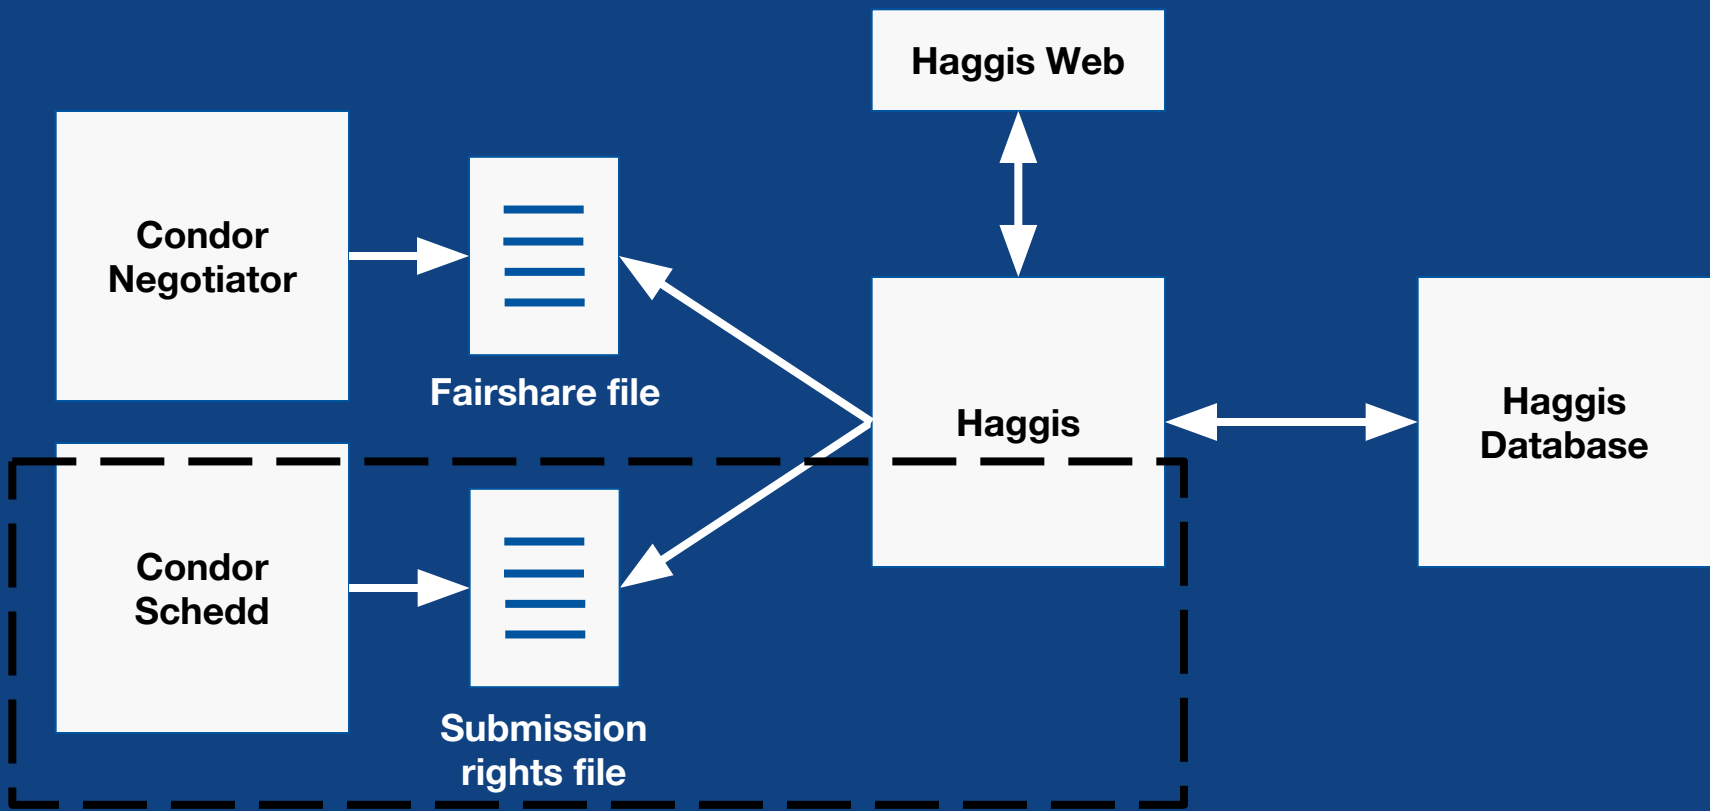 Haggis Web
Condor
Negotiator
Fairshare file
Haggis
Haggis
Database
Condor
Schedd
Submission
rights file